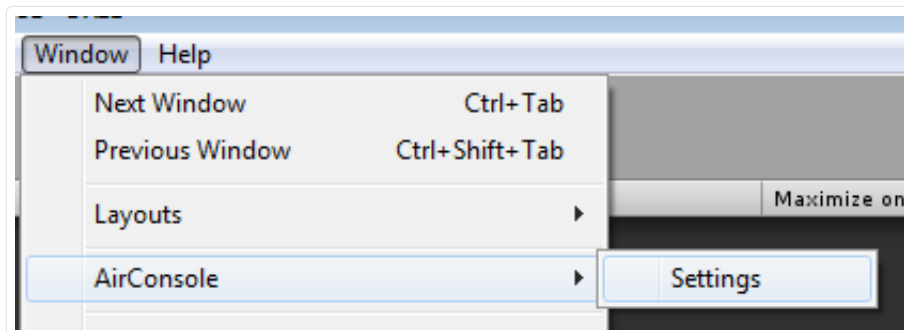 Window Help
Next Window Ctrl+Tab
Previous Window Ctrl+Shift+Tab
Maximize on
Layouts
AirConsole
Settings